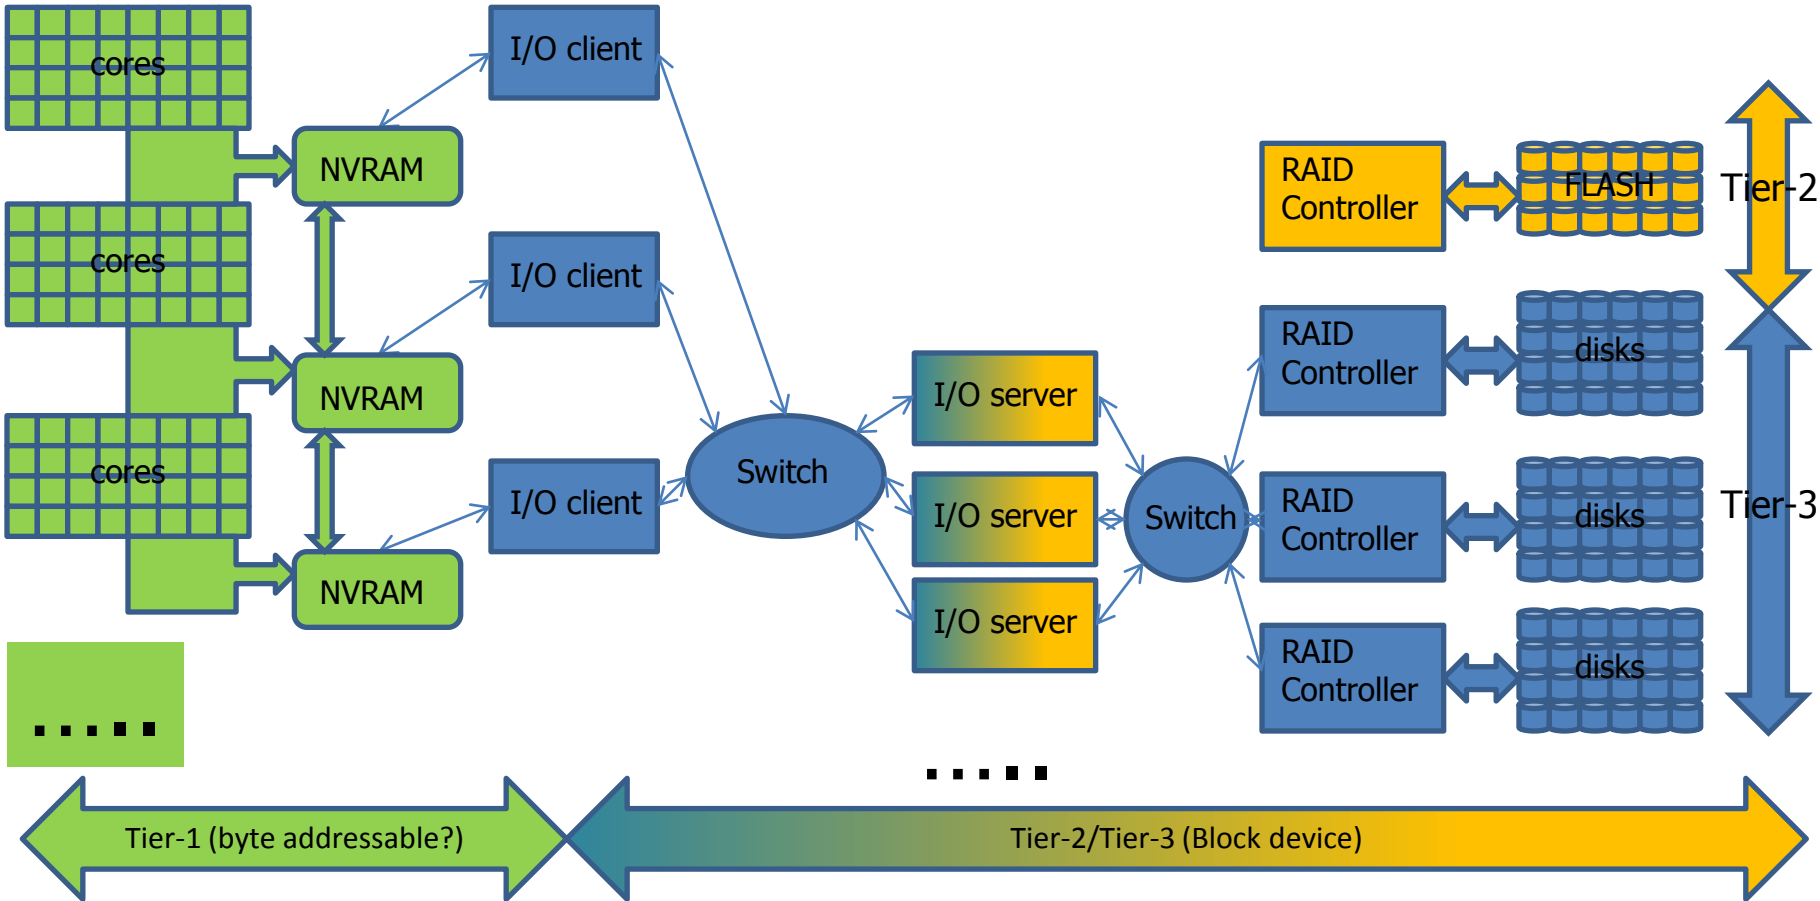 cores
I/O client
NVRAM
RAID
Controller
FLASH
Tier-2
cores
I/O client
NVRAM
RAID
Controller
disks
I/O server
cores
I/O client
Switch
NVRAM
I/O server
Switch
RAID
Controller
disks
Tier-3
I/O server
RAID
Controller
disks
.....
.....
Tier-1 (byte addressable?)
Tier-2/Tier-3 (Block device)